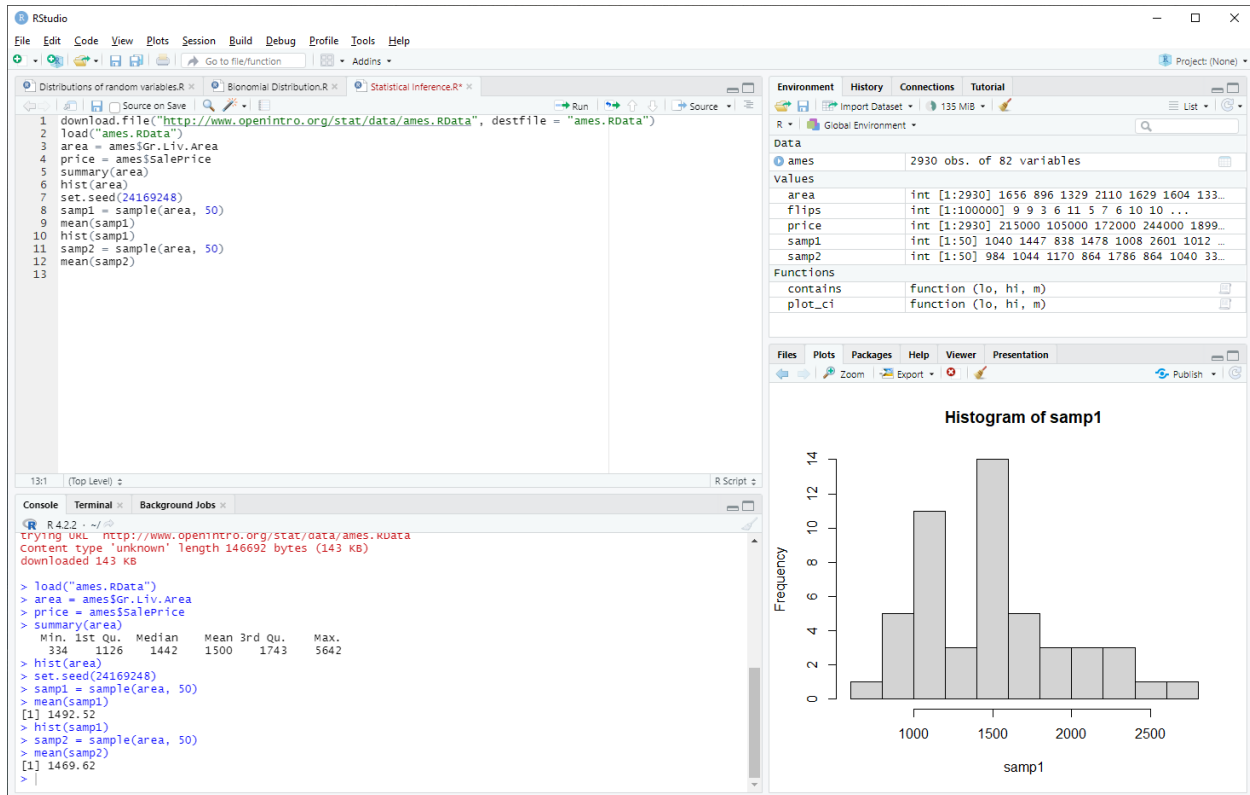 RStudio
File Edit Code View Plots Session Build Debug Profile Tools Help
Go to file/function Addins
Project: (None)
Distributions of random variables.R × Bionomial Distribution.R × Statistical Inference.R* ×
Source on Save Run Source
1 download.file("http://www.openintro.org/stat/data/ames.RData", destfile = "ames.RData")
2 load("ames.RData")
3 area = ames$Gr.Liv.Area
4 price = ames$SalePrice
5 summary(area)
6 hist(area)
7 set.seed(24169248)
8 samp1 = sample(area, 50)
9 mean(samp1)
10 hist(samp1)
11 samp2 = sample(area, 50)
12 mean(samp2)
13
13:1 (Top Level) R Script
Console Terminal × Background Jobs ×
R 4.2.2 · ~/
trying URL 'http://www.openintro.org/stat/data/ames.RData'
Content type 'unknown' length 146692 bytes (143 KB)
downloaded 143 KB
> load("ames.RData")
> area = ames$Gr.Liv.Area
> price = ames$SalePrice
> summary(area)
Min. 1st Qu. Median Mean 3rd Qu. Max.
334 1126 1442 1500 1743 5642
> hist(area)
> set.seed(24169248)
> samp1 = sample(area, 50)
> mean(samp1)
[1] 1492.52
> hist(samp1)
> samp2 = sample(area, 50)
> mean(samp2)
[1] 1469.62
>
Environment History Connections Tutorial
Import Dataset 135 MiB List
R Global Environment
Data
ames 2930 obs. of 82 variables
Values
area int [1:2930] 1656 896 1329 2110 1629 1604 133…
flips int [1:100000] 9 9 3 6 11 5 7 6 10 10 ...
price int [1:2930] 215000 105000 172000 244000 1899…
samp1 int [1:50] 1040 1447 838 1478 1008 2601 1012 …
samp2 int [1:50] 984 1044 1170 864 1786 864 1040 33…
Functions
contains function (lo, hi, m)
plot_ci function (lo, hi, m)
Files Plots Packages Help Viewer Presentation
Zoom Export Publish
Histogram of samp1
Frequency
14
12
10
8
6
4
2
0
1000 1500 2000 2500
samp1